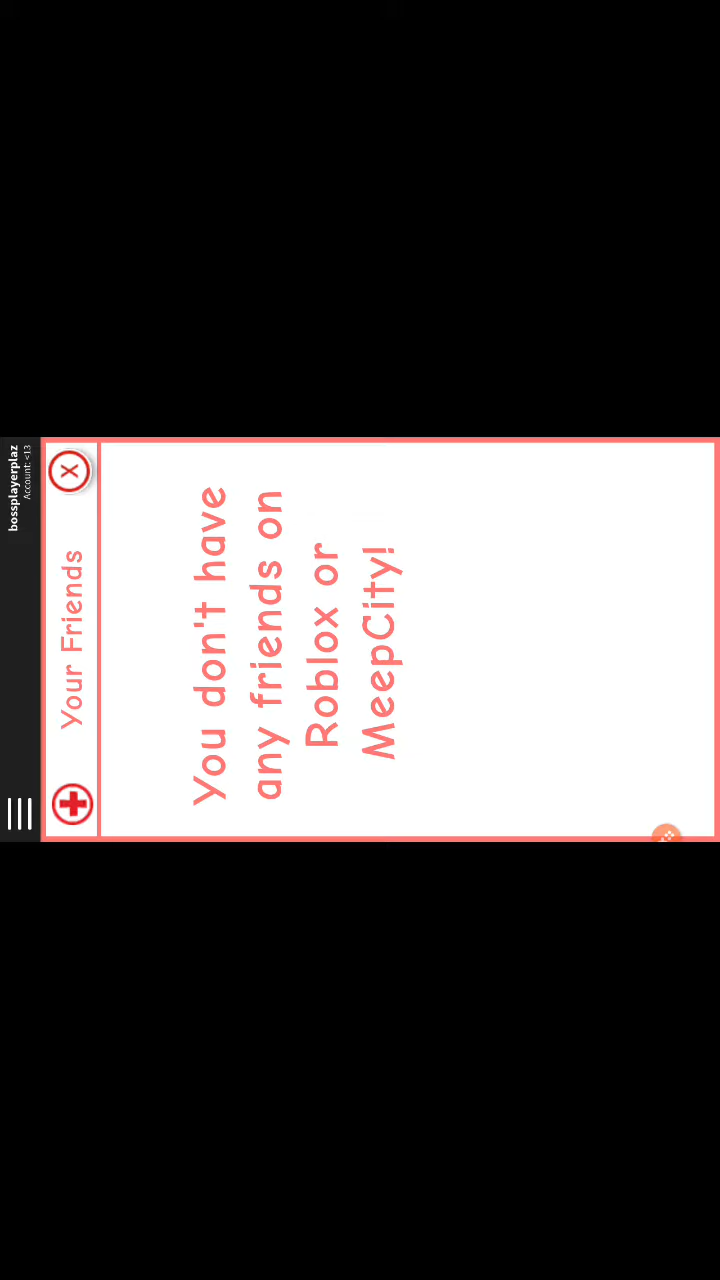 bossplayerplaz
Account: <13
Your Friends
X
You don't have
any friends on
Roblox or
MeepCity!